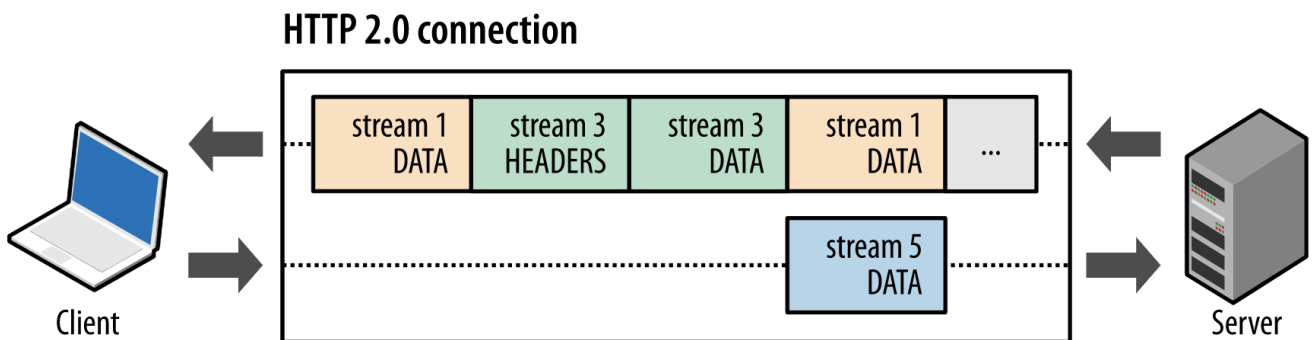 HTTP 2.0 connection
stream 1
DATA
stream 3
HEADERS
stream 3
DATA
stream 1
DATA
...
stream 5
DATA
Client
Server